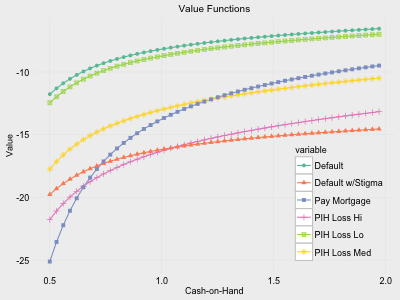 Value Functions
Value
-10
-15
-20
-25
variable
Default
Default w/Stigma
Pay Mortgage
PIH Loss Hi
PIH Loss Lo
PIH Loss Med
0.5 1.0 1.5 2.0
Cash-on-Hand